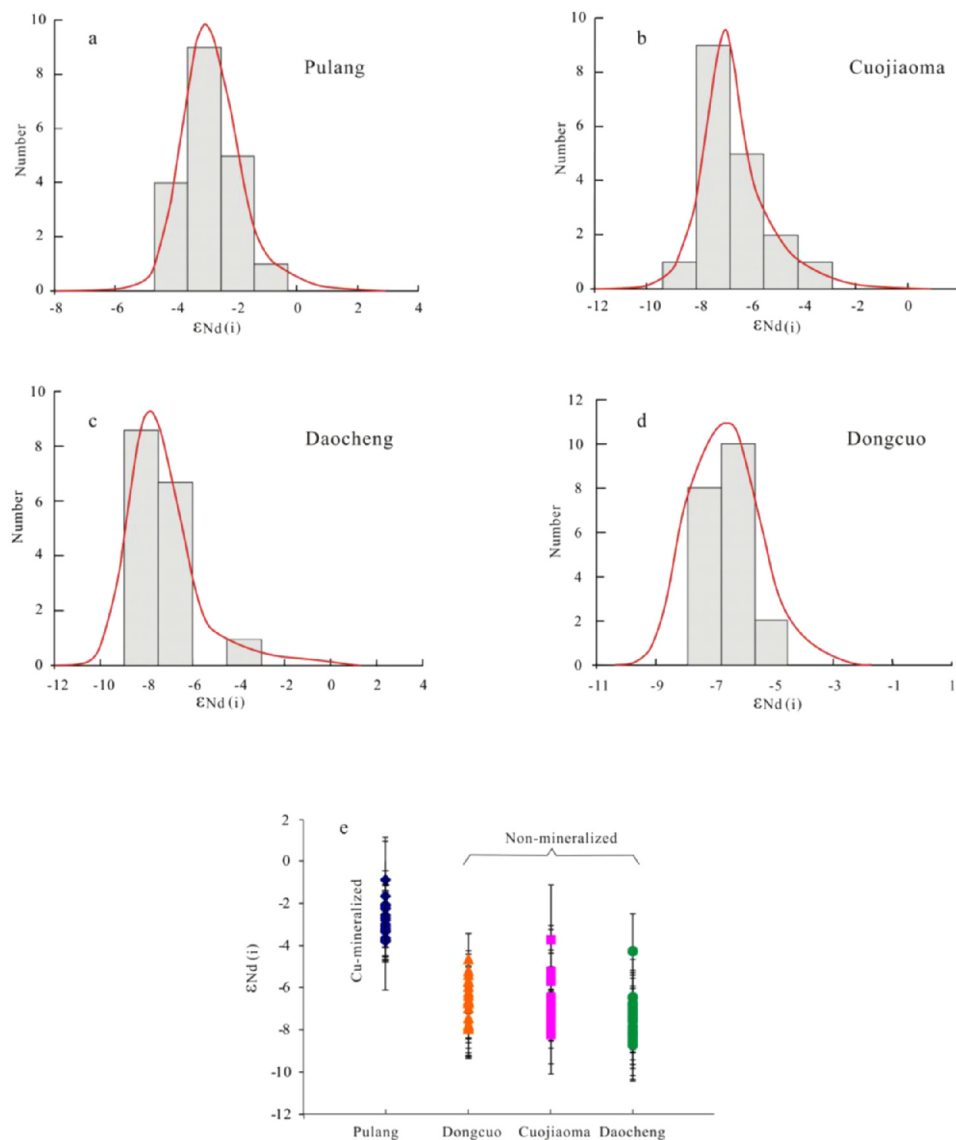 a
Pulang
Number
10
8
6
4
2
0
-8
-6
-4
-2
0
2
4
εNd(i)
b
Cuojiaoma
Number
10
8
6
4
2
0
-12
-10
-8
-6
-4
-2
0
εNd(i)
c
Daocheng
Number
10
8
6
4
2
0
-12
-10
-8
-6
-4
-2
0
2
4
εNd(i)
d
Dongcuo
Number
12
10
8
6
4
2
0
-11
-9
-7
-5
-3
-1
1
εNd(i)
e
Non-mineralized
Cu-mineralized
εNd(i)
2
0
-2
-4
-6
-8
-10
-12
Pulang
Dongcuo
Cuojiaoma
Daocheng